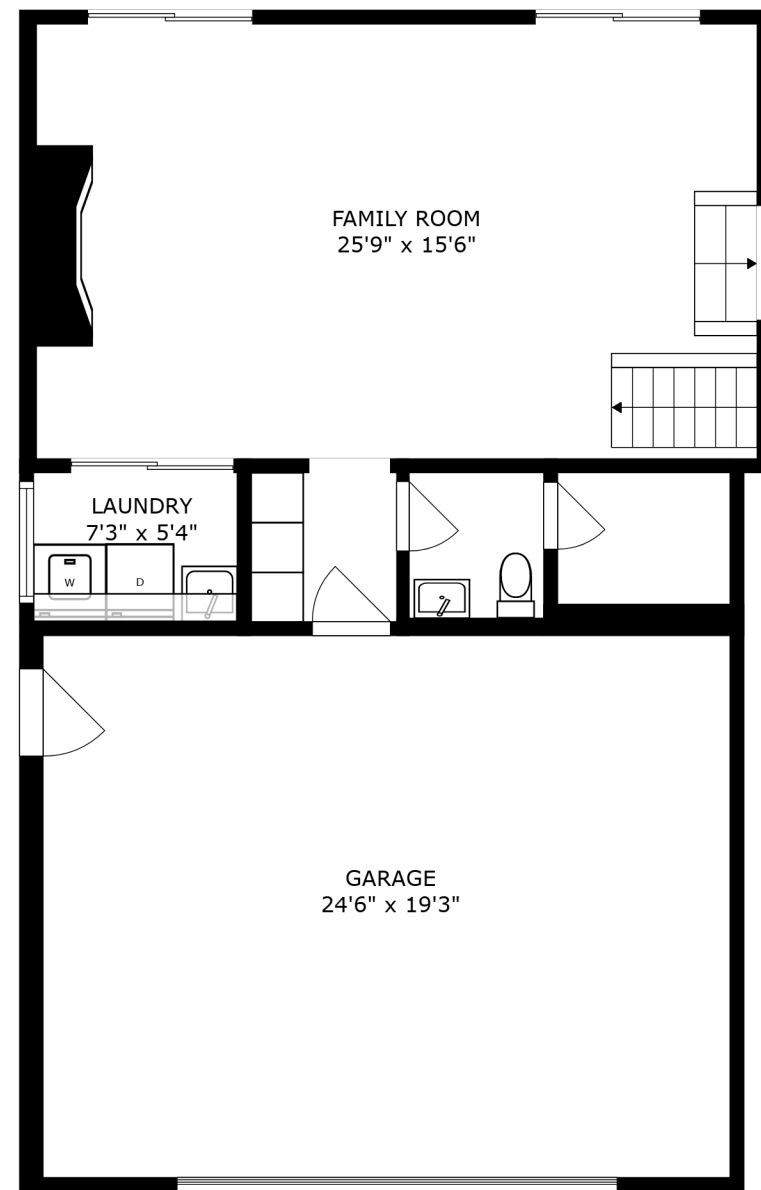 FAMILY ROOM
25'9" x 15'6"
LAUNDRY
7'3" x 5'4"
W
D
GARAGE
24'6" x 19'3"